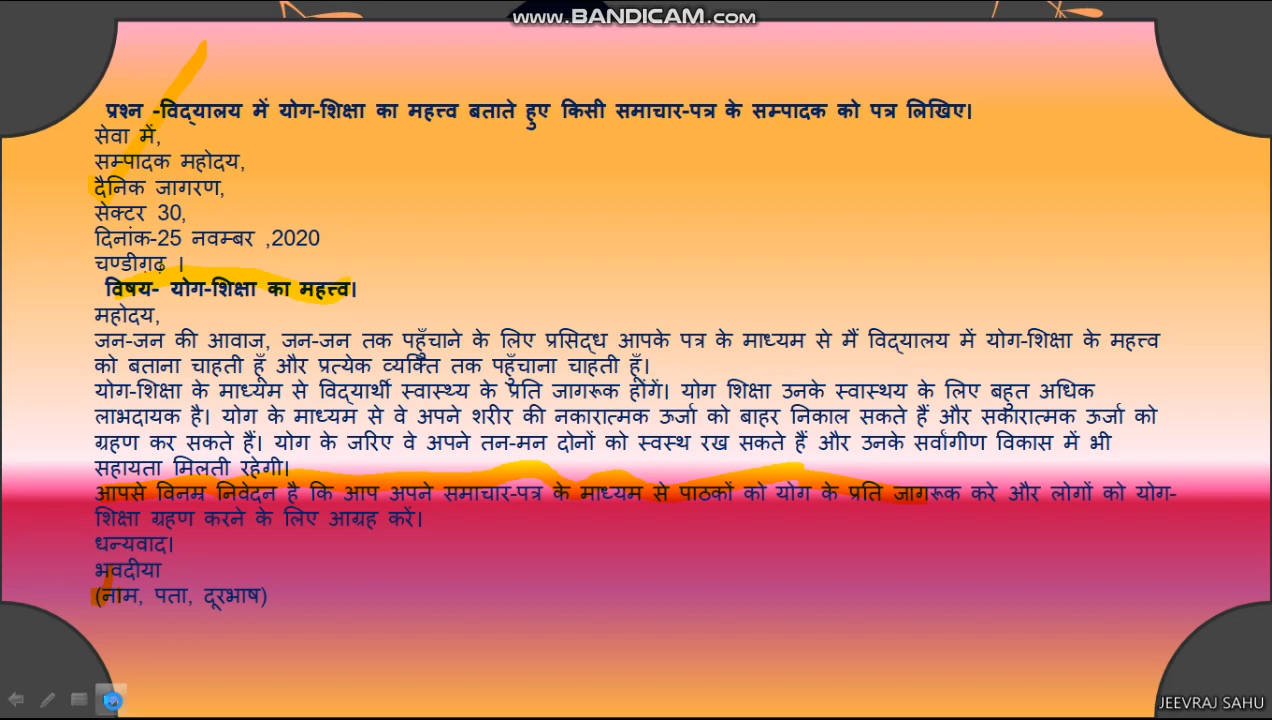 www.BANDICAM.com
प्रश्न -विद्यालय में योग-शिक्षा का महत्त्व बताते हुए किसी समाचार-पत्र के सम्पादक को पत्र लिखिए।
सेवा में,
सम्पादक महोदय,
दैनिक जागरण,
सेक्टर 30,
दिनांक-25 नवम्बर ,2020
चण्डीगढ़ ।
विषय- योग-शिक्षा का महत्त्व।
महोदय,
जन-जन की आवाज, जन-जन तक पहुँचाने के लिए प्रसिद्ध आपके पत्र के माध्यम से मैं विद्यालय में योग-शिक्षा के महत्त्व
को बताना चाहती हूँ और प्रत्येक व्यक्ति तक पहुँचाना चाहती हूँ।
योग-शिक्षा के माध्यम से विद्यार्थी स्वास्थ्य के प्रति जागरूक होंगें। योग शिक्षा उनके स्वास्थय के लिए बहुत अधिक
लाभदायक है। योग के माध्यम से वे अपने शरीर की नकारात्मक ऊर्जा को बाहर निकाल सकते हैं और सकारात्मक ऊर्जा को
ग्रहण कर सकते हैं। योग के जरिए वे अपने तन-मन दोनों को स्वस्थ रख सकते हैं और उनके सर्वांगीण विकास में भी
सहायता मिलती रहेगी।
आपसे विनम्र निवेदन है कि आप अपने समाचार-पत्र के माध्यम से पाठकों को योग के प्रति जागरूक करे और लोगों को योग-
शिक्षा ग्रहण करने के लिए आग्रह करें।
धन्यवाद।
भवदीया
(नाम, पता, दूरभाष)
JEEVRAJ SAHU